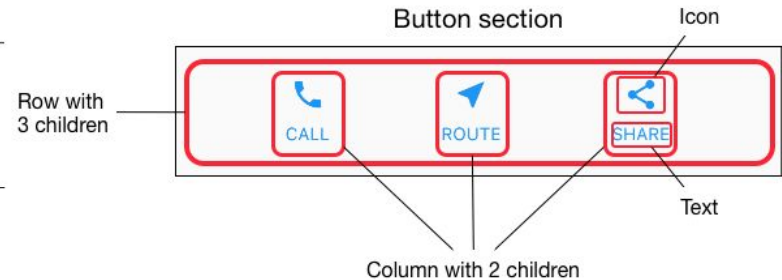 Button section
Icon
Row with
3 children
CALL
ROUTE
SHARE
Text
Column with 2 children